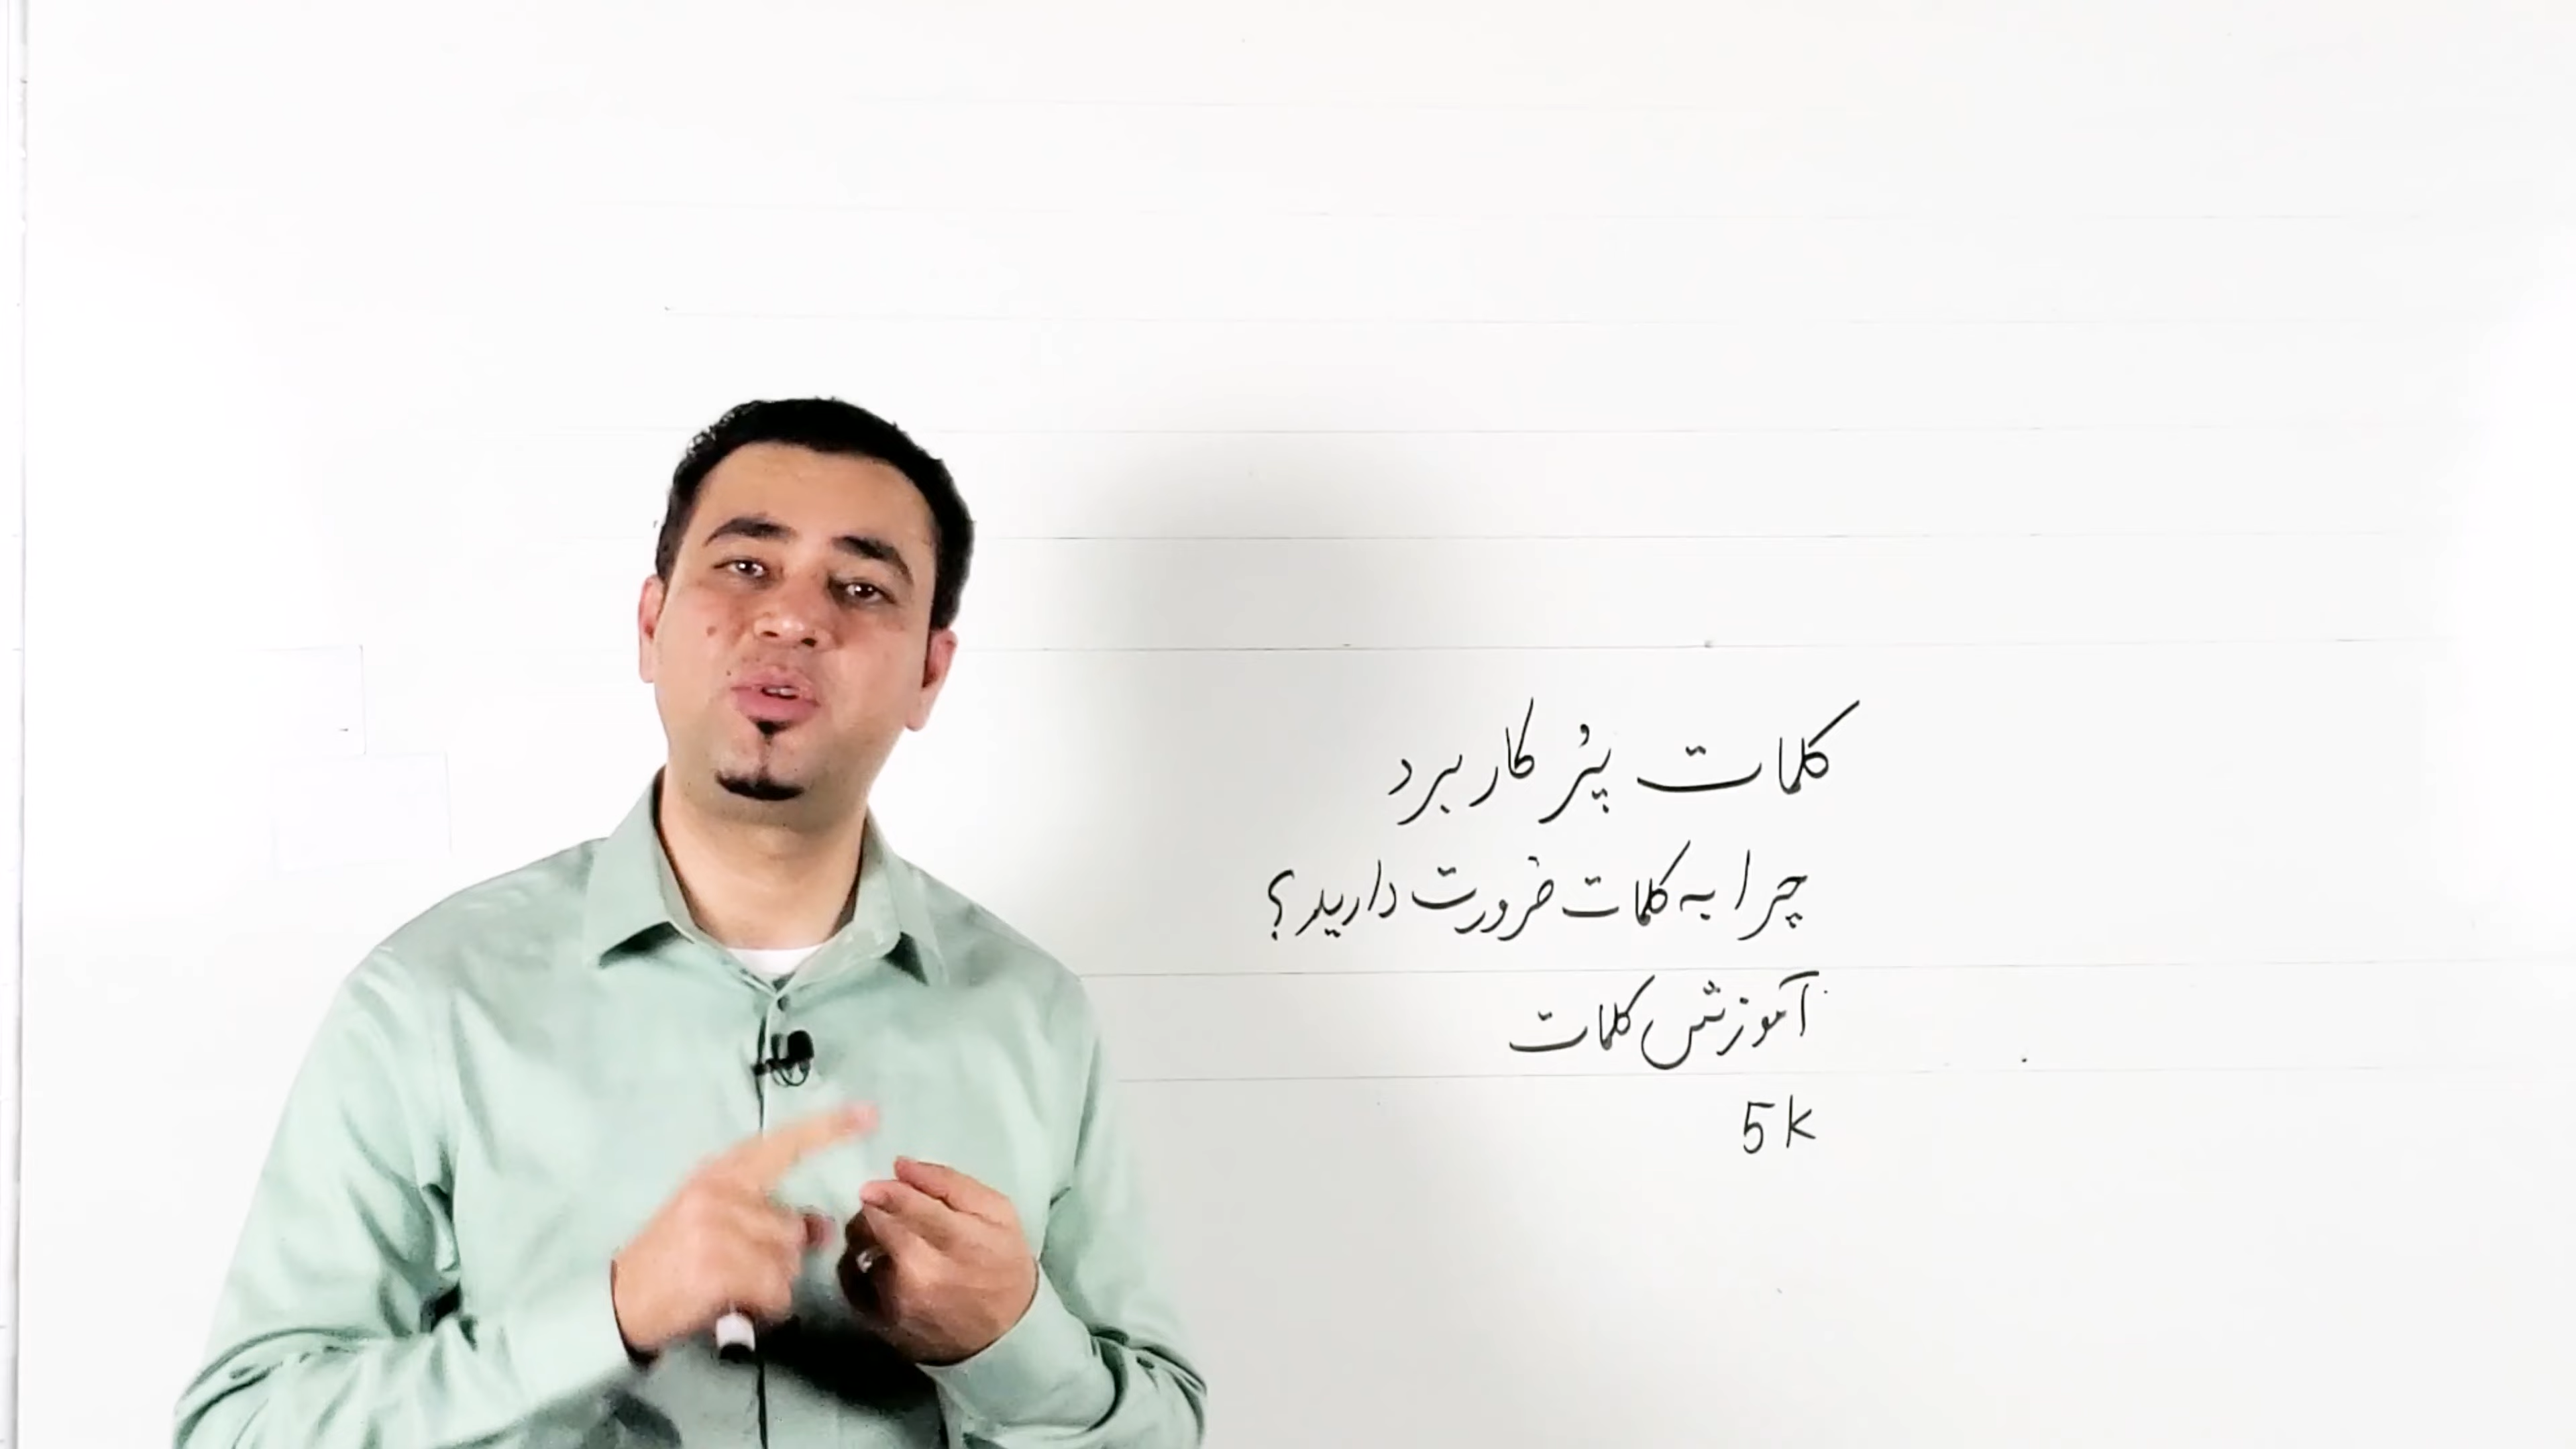 کلمات پُر کاربرد
چرا به کلمات ضرورت دارید؟
آموزش کلمات
5k